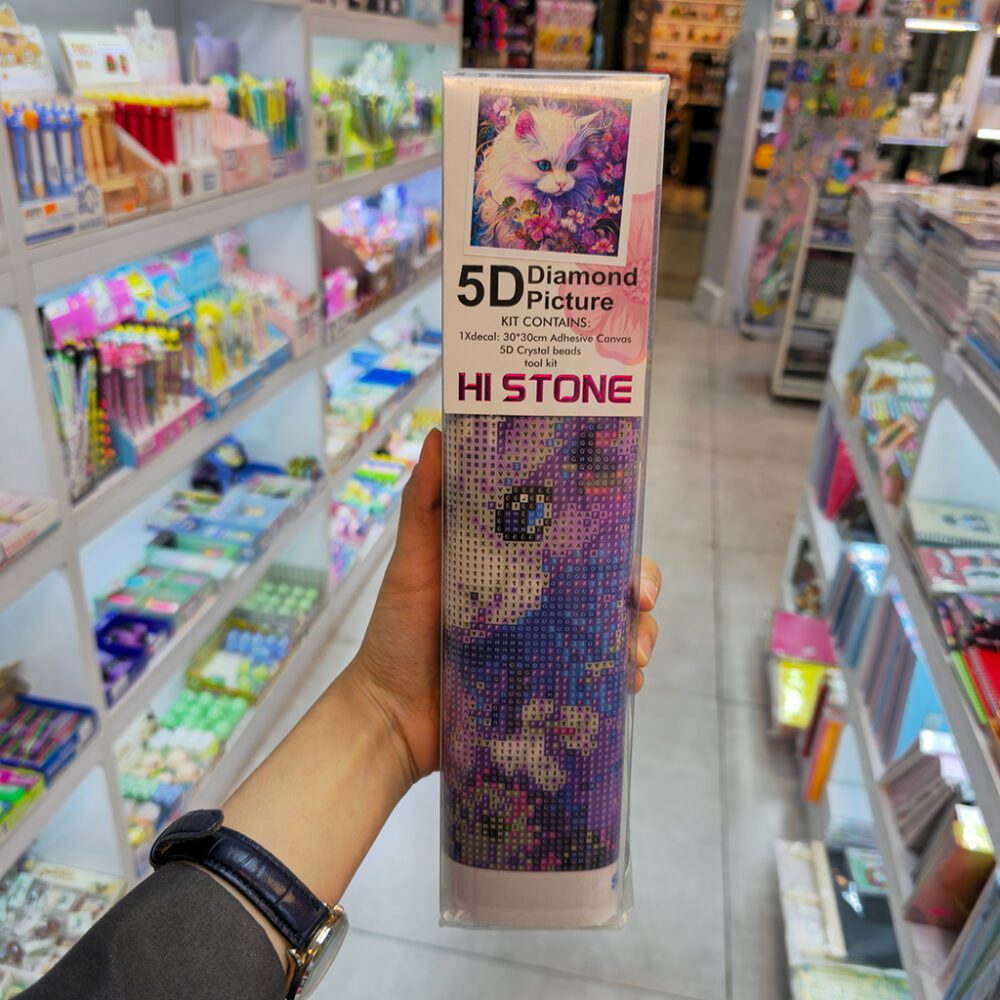 5D Diamond
Picture
KIT CONTAINS:
1Xdecal: 30*30cm Adhesive Canvas
5D Crystal beads
tool kit
HI STONE